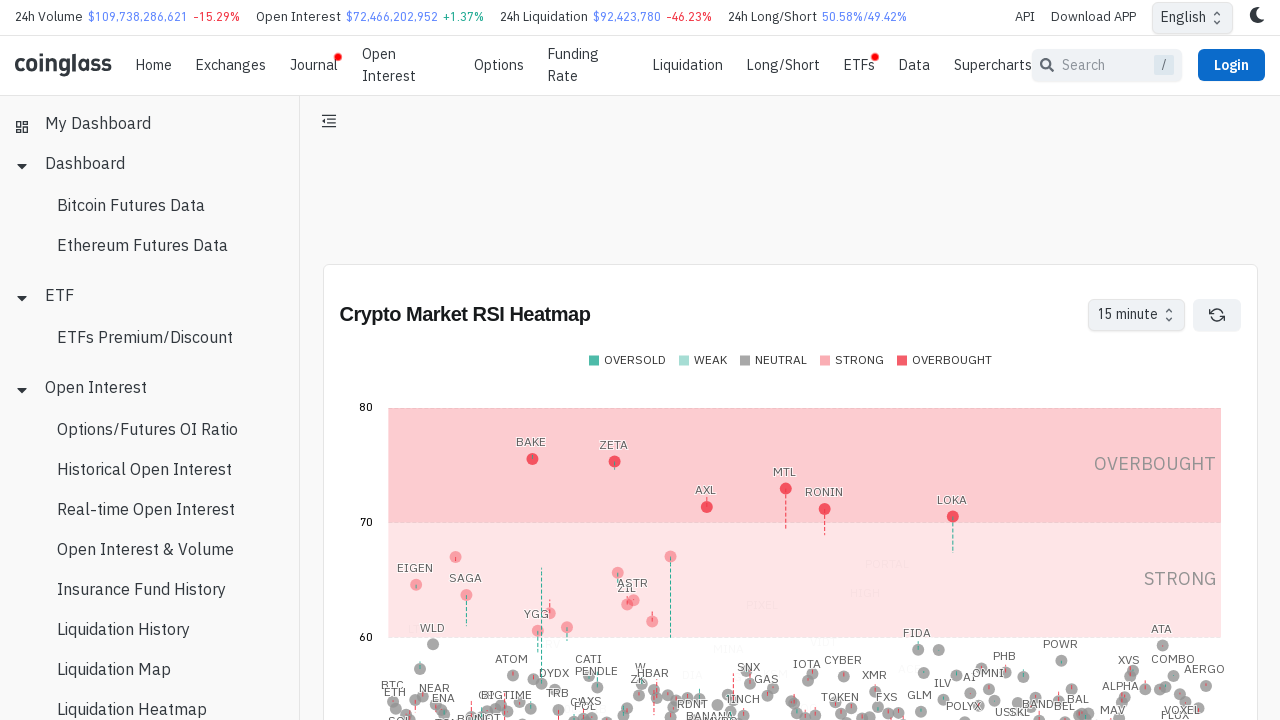 24h Volume $109,738,286,621 -15.29% Open Interest $72,466,202,952 +1.37% 24h Liquidation $92,423,780 -46.23% 24h Long/Short 50.58%/49.42% API Download APP English
coinglass Home Exchanges Journal Open Interest Options Funding Rate Liquidation Long/Short ETFs Data Supercharts Search / Login
My Dashboard
Dashboard
Bitcoin Futures Data
Ethereum Futures Data
ETF
ETFs Premium/Discount
Open Interest
Options/Futures OI Ratio
Historical Open Interest
Real-time Open Interest
Open Interest & Volume
Insurance Fund History
Liquidation History
Liquidation Map
Liquidation Heatmap
Crypto Market RSI Heatmap 15 minute
OVERSOLD WEAK NEUTRAL STRONG OVERBOUGHT
80
BAKE ZETA
OVERBOUGHT
MTL
AXL RONIN
LOKA
70
EIGEN
SAGA
STRONG
ASTR
ZIL
YGG
60
WLD FIDA ATA
POWR
ATOM CATI PHB XVS COMBO
DYDX PENDLE HBAR SNX IOTA CYBER XMR AERGO
GAS ILV
BTC NEAR ALPHA
ETH ENA BIGTIME TRB AXS RDNT 1INCH TOKEN FXS GLM POLYX BAND BEL BAL
BANANA MAV VOXEL